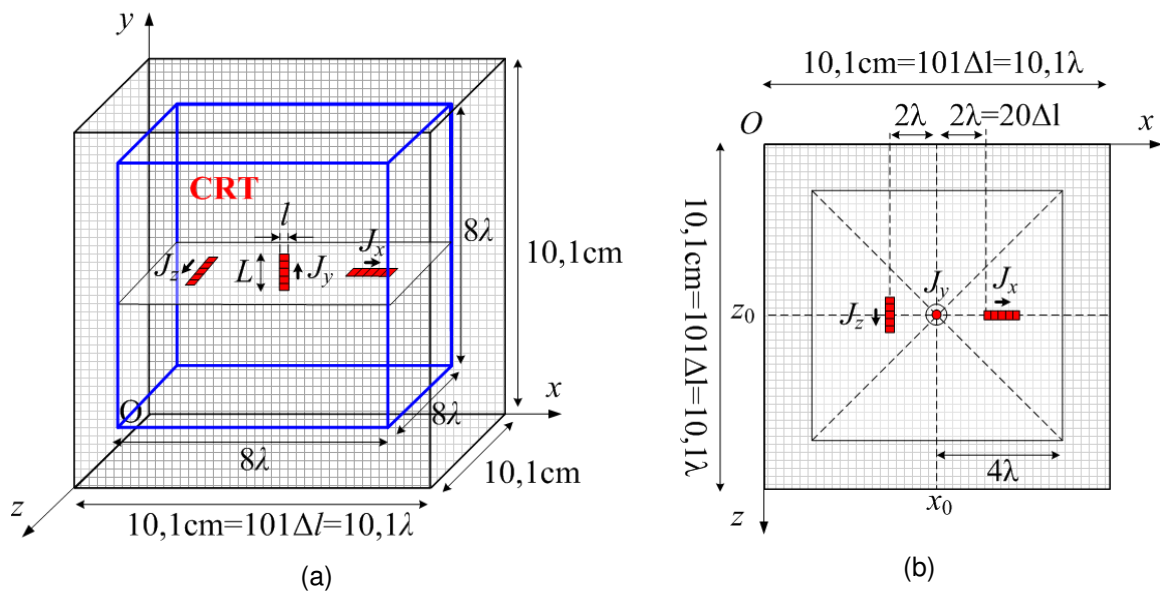 y
CRT
l
J_z
L
J_y
J_x
8λ
10,1cm
x
O
8λ
8λ
10,1cm
z
10,1cm=101Δl=10,1λ
(a)
10,1cm=101Δl=10,1λ
2λ
2λ=20Δl
O
x
10,1cm=101Δl=10,1λ
J_y
J_x
z_0
J_z
4λ
z
x_0
(b)